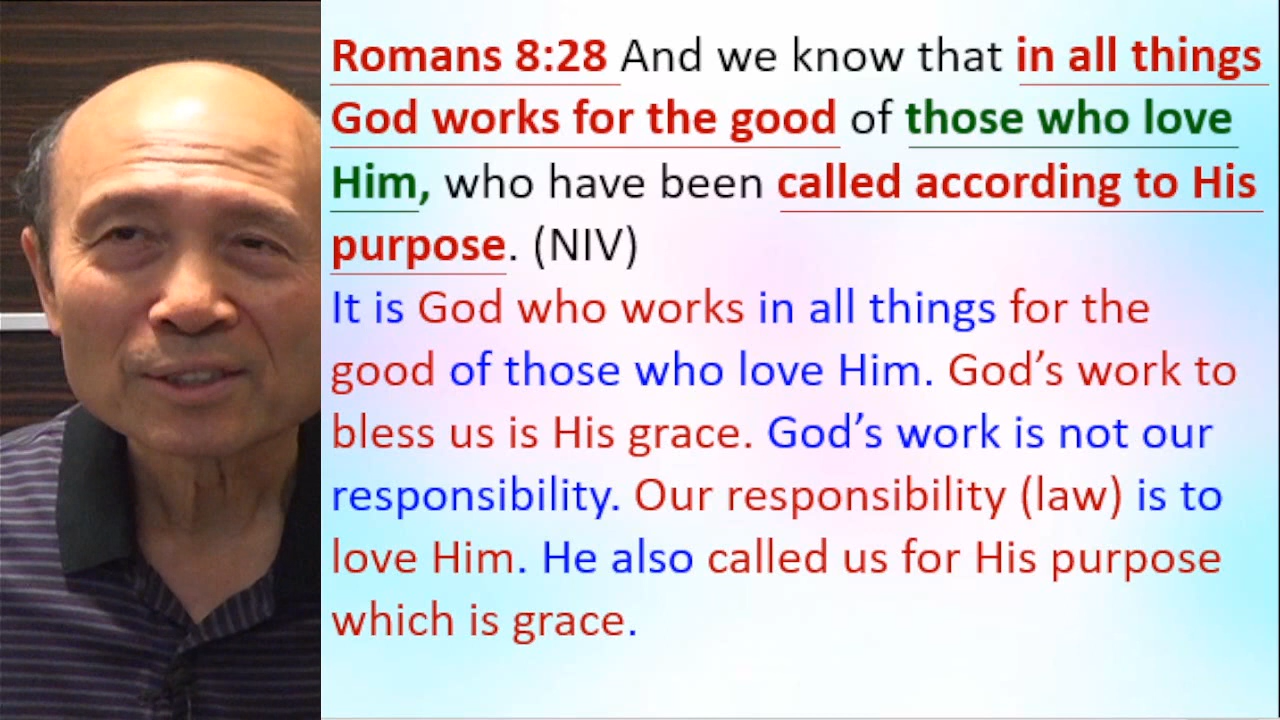 Romans 8:28 And we know that in all things
God works for the good of those who love
Him, who have been called according to His
purpose. (NIV)
It is God who works in all things for the
good of those who love Him. God’s work to
bless us is His grace. God’s work is not our
responsibility. Our responsibility (law) is to
love Him. He also called us for His purpose
which is grace.